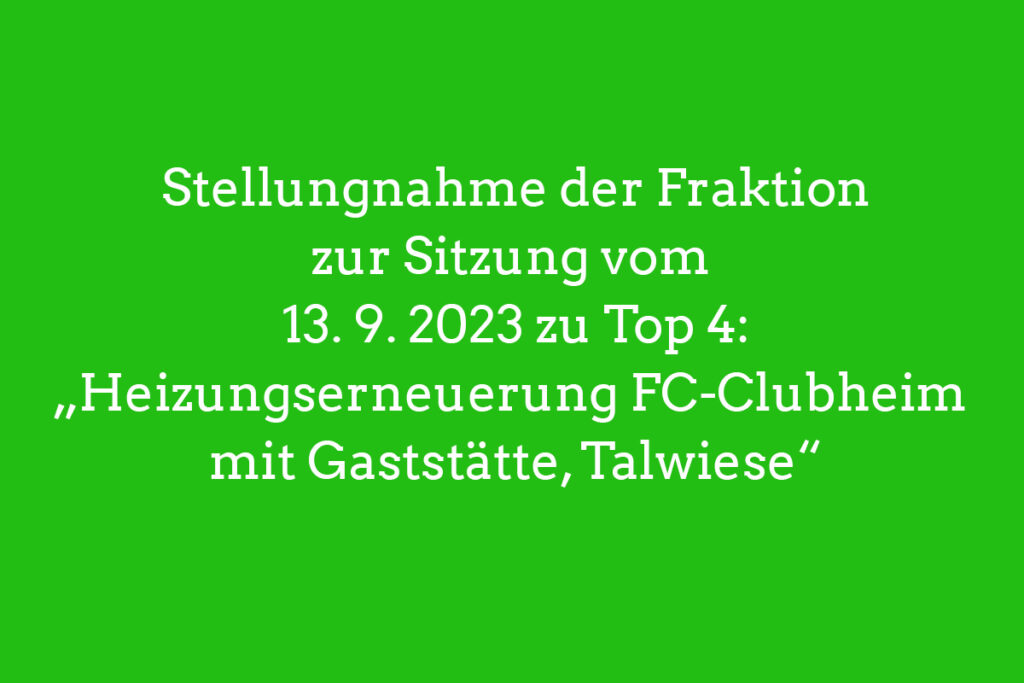 Stellungnahme der Fraktion
zur Sitzung vom
13. 9. 2023 zu Top 4:
„Heizungserneuerung FC-Clubheim
mit Gaststätte, Talwiese“